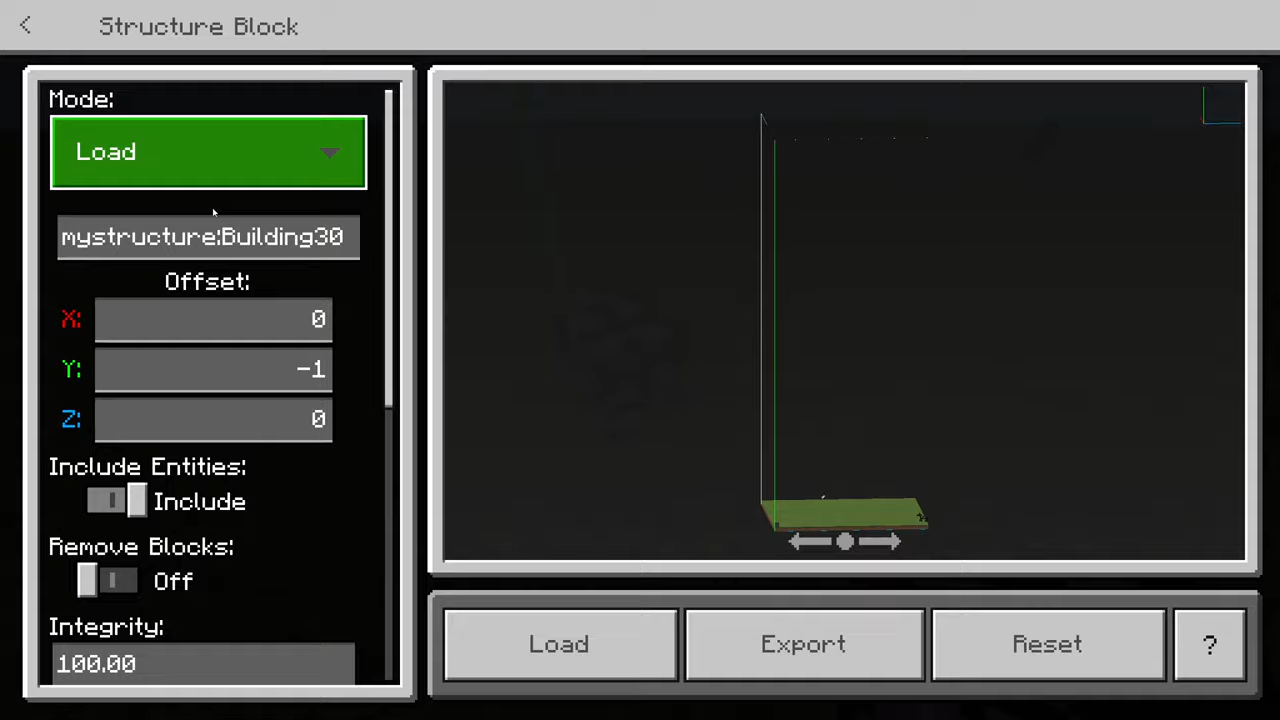 Structure Block
Mode:
Load
mystructure:Building30
Offset:
X: 0
Y: -1
Z: 0
Include Entities:
Include
Remove Blocks:
Off
Integrity:
100.00
Load Export Reset ?